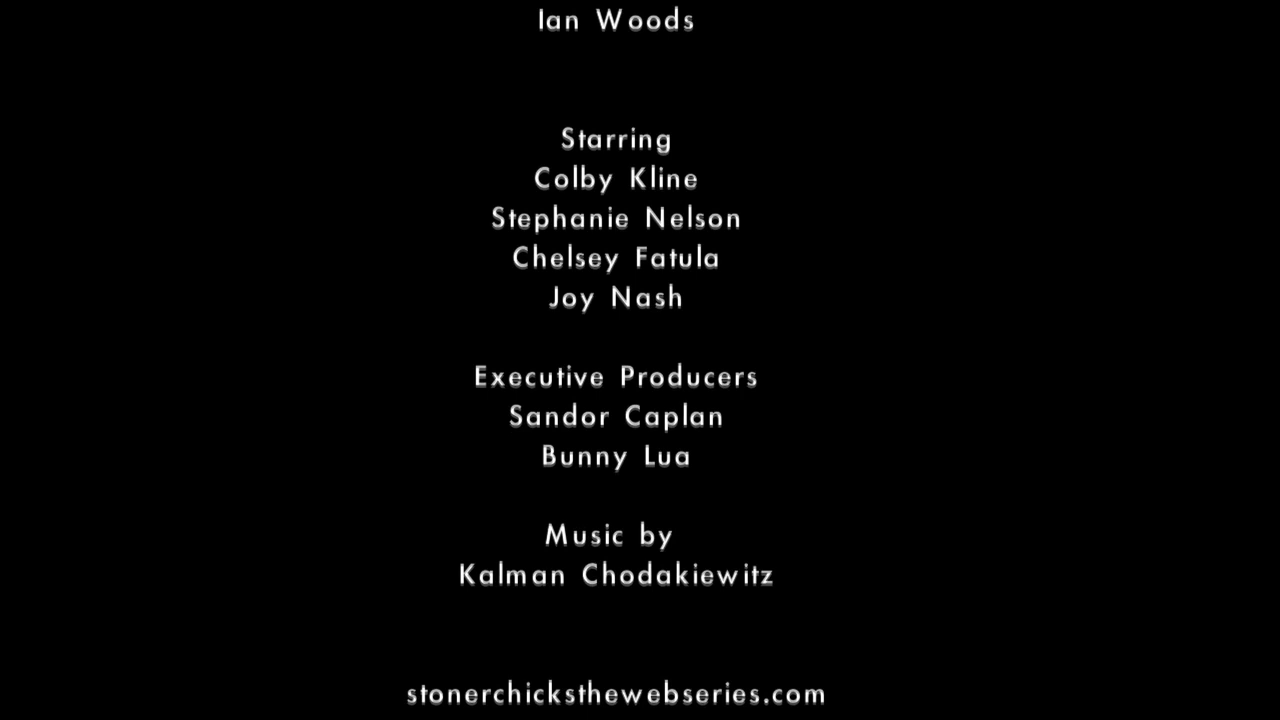 Ian Woods
Starring
Colby Kline
Stephanie Nelson
Chelsey Fatula
Joy Nash
Executive Producers
Sandor Caplan
Bunny Lua
Music by
Kalman Chodakiewitz
stonerchicksthewebseries.com